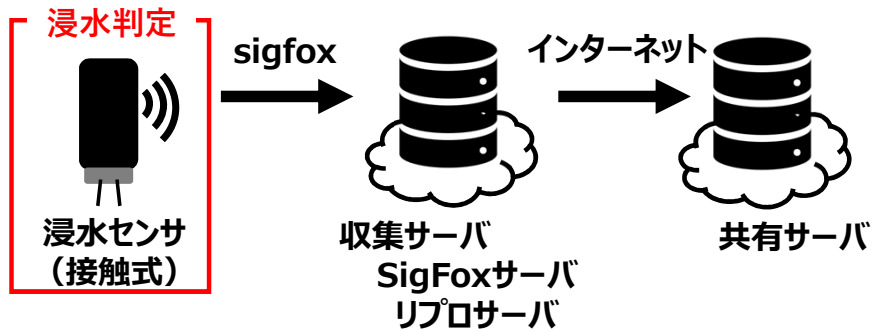 浸水判定
sigfox
インターネット
浸水センサ
（接触式）
収集サーバ
SigFoxサーバ
リプロサーバ
共有サーバ